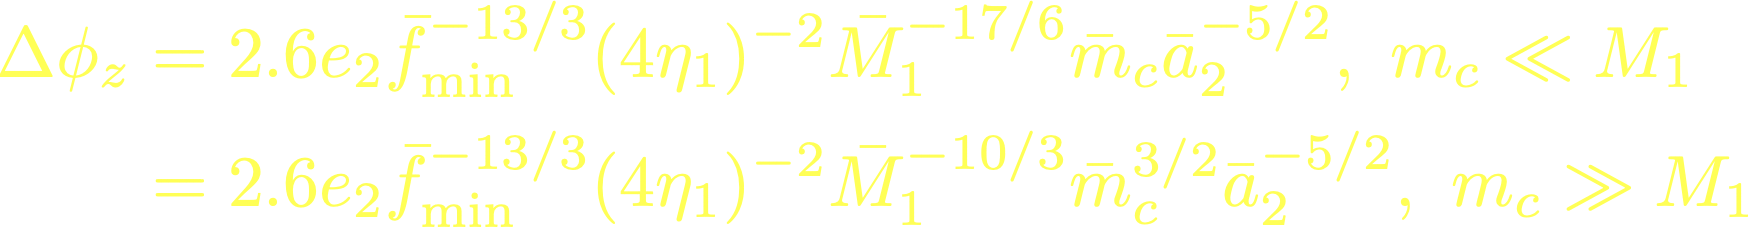 Δϕ_z = 2.6e_2 f̄_min^{−13/3} (4η_1)^{−2} M̄_1^{−17/6} m̄_c ā_2^{−5/2}, m_c ≪ M_1
= 2.6e_2 f̄_min^{−13/3} (4η_1)^{−2} M̄_1^{−10/3} m̄_c^{3/2} ā_2^{−5/2}, m_c ≫ M_1